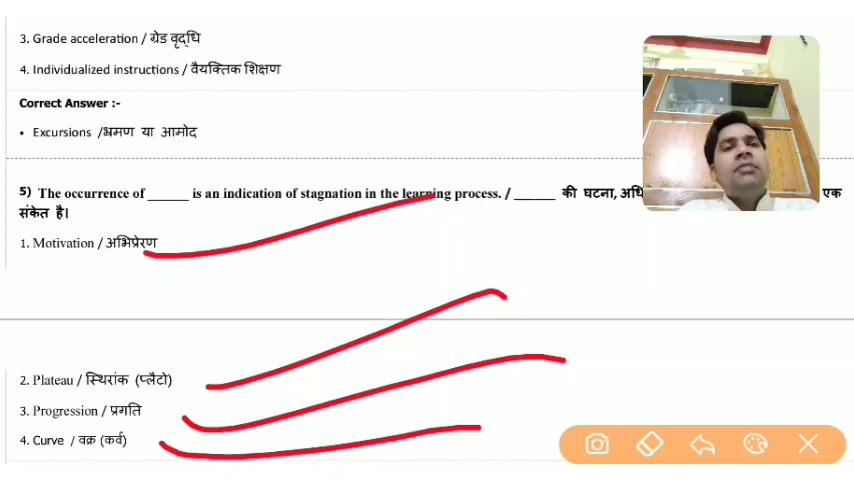 3. Grade acceleration / ग्रेड वृद्धि
4. Individualized instructions / वैयक्तिक शिक्षण
Correct Answer :-
• Excursions /भ्रमण या आमोद
5) The occurrence of ______ is an indication of stagnation in the learning process. / ______ की घटना, अधि एक
संकेत है।
1. Motivation / अभिप्रेरण
2. Plateau / स्थिरांक (प्लैटो)
3. Progression / प्रगति
4. Curve / वक्र (कर्व)